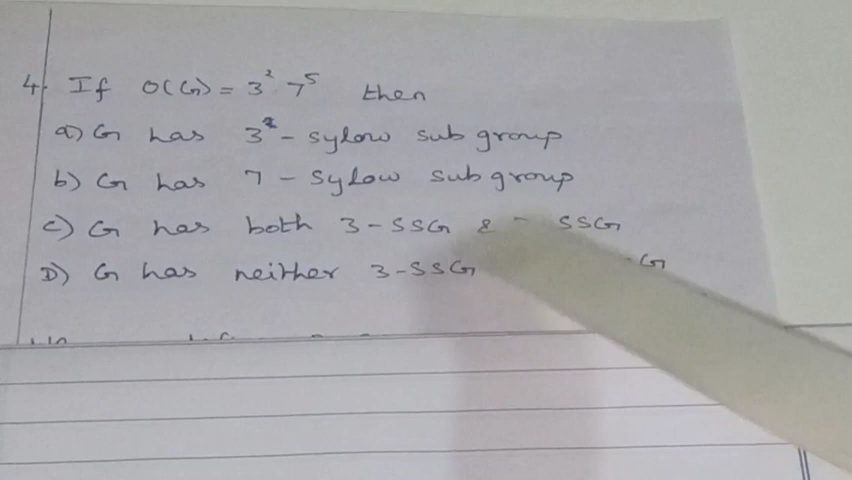 4. If O(G) = 3² 7⁵ then
a) G has 3² - sylow sub group
b) G has 7 - sylow sub group
c) G has both 3-SSG & SSG
D) G has neither 3-SSG